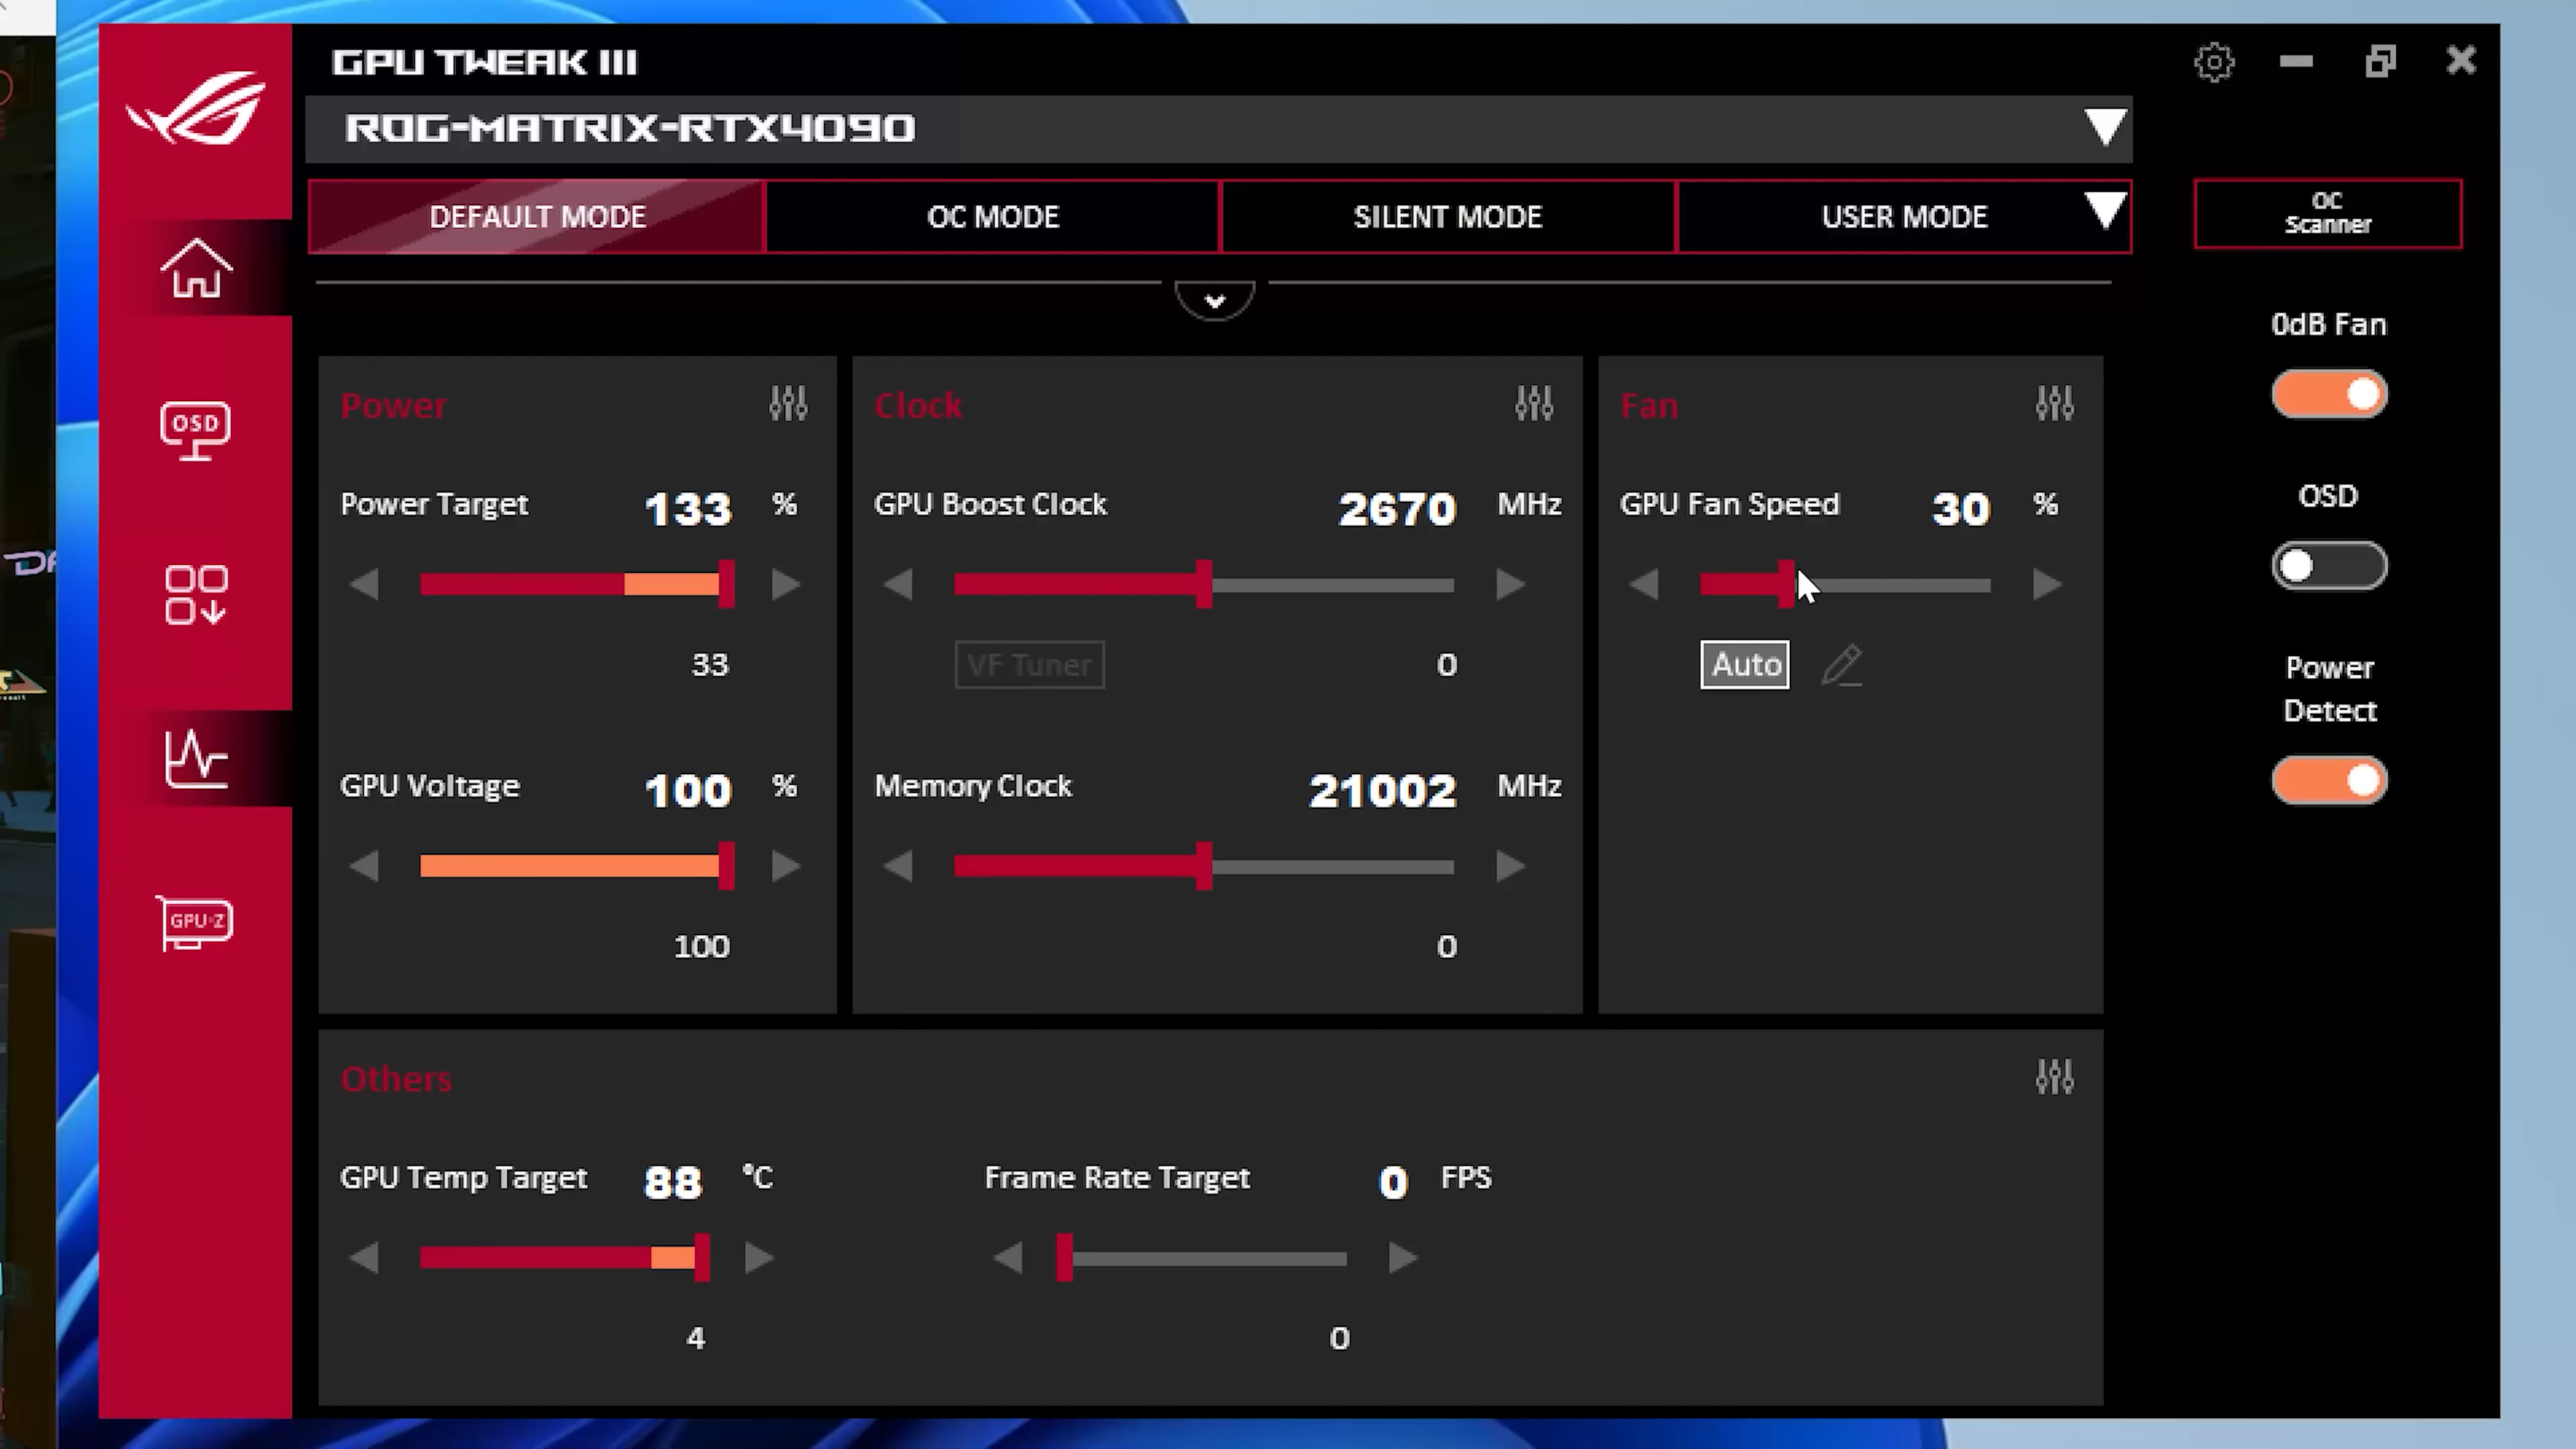 GPU TWEAK III
ROG-MATRIX-RTX4090
DEFAULT MODE
OC MODE
SILENT MODE
USER MODE
OC
Scanner
0dB Fan
OSD
Power
Detect
OSD
GPU-Z
Power
Power Target 133 %
33
GPU Voltage 100 %
100
Clock
GPU Boost Clock 2670 MHz
VF Tuner 0
Memory Clock 21002 MHz
0
Fan
GPU Fan Speed 30 %
Auto
Others
GPU Temp Target 88 °C
4
Frame Rate Target 0 FPS
0